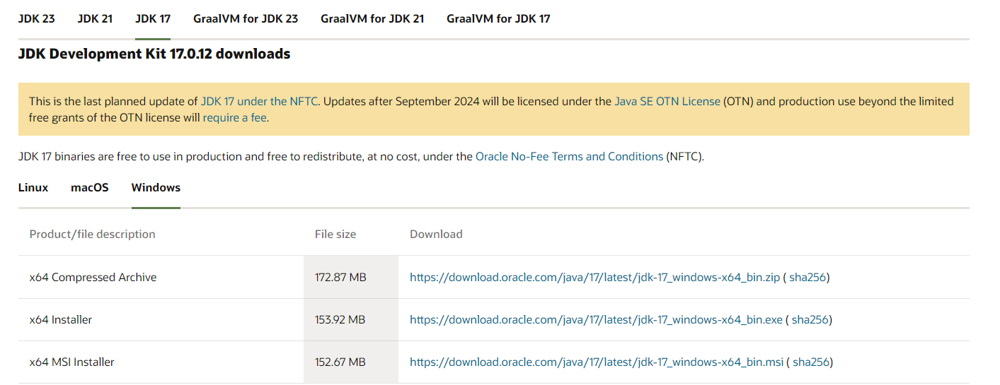 JDK 23 JDK 21 JDK 17 GraalVM for JDK 23 GraalVM for JDK 21 GraalVM for JDK 17
JDK Development Kit 17.0.12 downloads
This is the last planned update of JDK 17 under the NFTC. Updates after September 2024 will be licensed under the Java SE OTN License (OTN) and production use beyond the limited
free grants of the OTN license will require a fee.
JDK 17 binaries are free to use in production and free to redistribute, at no cost, under the Oracle No-Fee Terms and Conditions (NFTC).
Linux macOS Windows
Product/file description File size Download
x64 Compressed Archive 172.87 MB https://download.oracle.com/java/17/latest/jdk-17_windows-x64_bin.zip ( sha256)
x64 Installer 153.92 MB https://download.oracle.com/java/17/latest/jdk-17_windows-x64_bin.exe ( sha256)
x64 MSI Installer 152.67 MB https://download.oracle.com/java/17/latest/jdk-17_windows-x64_bin.msi ( sha256)